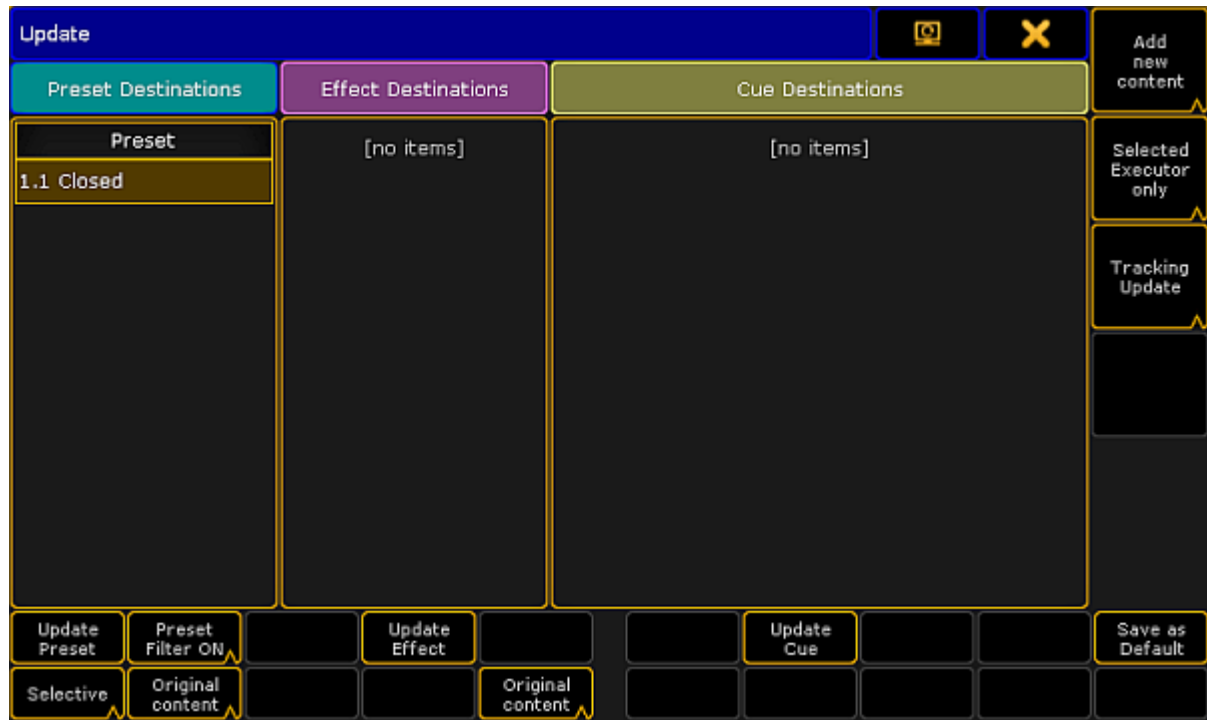 Update
Add
new
content
Preset Destinations
Effect Destinations
Cue Destinations
Preset
[no items]
[no items]
1.1 Closed
Selected
Executor
only
Tracking
Update
Update
Preset
Preset
Filter ON
Update
Effect
Update
Cue
Save as
Default
Selective
Original
content
Original
content